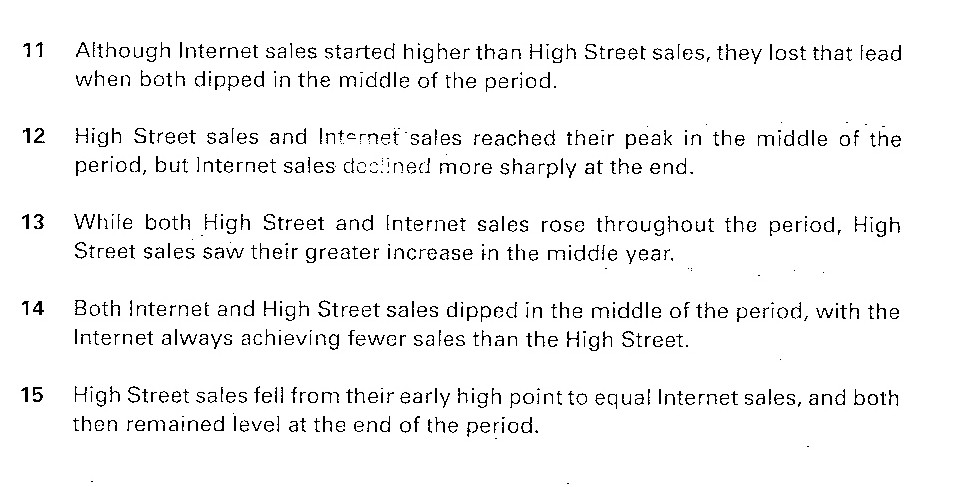 11 Although Internet sales started higher than High Street sales, they lost that lead
when both dipped in the middle of the period.
12 High Street sales and Internet sales reached their peak in the middle of the
period, but Internet sales declined more sharply at the end.
13 While both High Street and Internet sales rose throughout the period, High
Street sales saw their greater increase in the middle year.
14 Both Internet and High Street sales dipped in the middle of the period, with the
Internet always achieving fewer sales than the High Street.
15 High Street sales fell from their early high point to equal Internet sales, and both
then remained level at the end of the period.